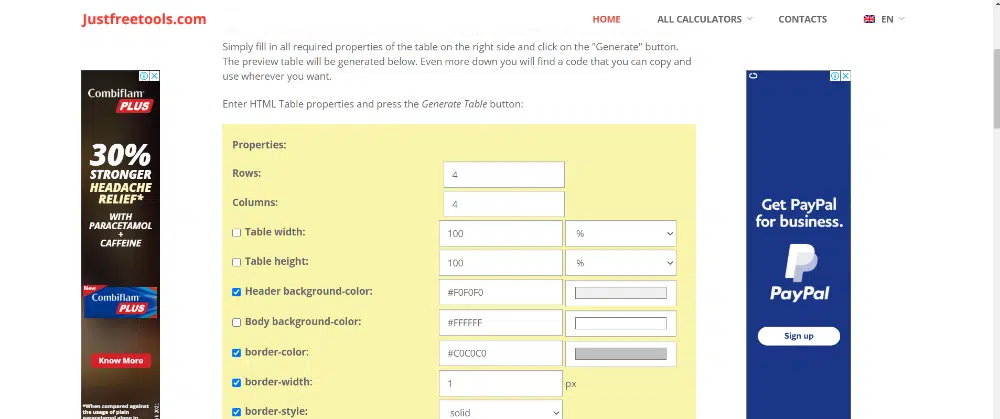 Justfreetools.com
HOME
ALL CALCULATORS
CONTACTS
EN
Simply fill in all required properties of the table on the right side and click on the "Generate" button.
The preview table will be generated below. Even more down you will find a code that you can copy and
use wherever you want.
Enter HTML Table properties and press the Generate Table button:
Properties:
Rows: 4
Columns: 4
Table width: 100 %
Table height: 100 %
Header background-color: #F0F0F0
Body background-color: #FFFFFF
border-color: #C0C0C0
border-width: 1 px
border-style: solid
Combiflam
PLUS
30%
STRONGER
HEADACHE
RELIEF*
WITH
PARACETAMOL
+
CAFFEINE
New
Combiflam
PLUS
Know More
*When compared against
the usage of plain
Get PayPal
for business.
PayPal
Sign up